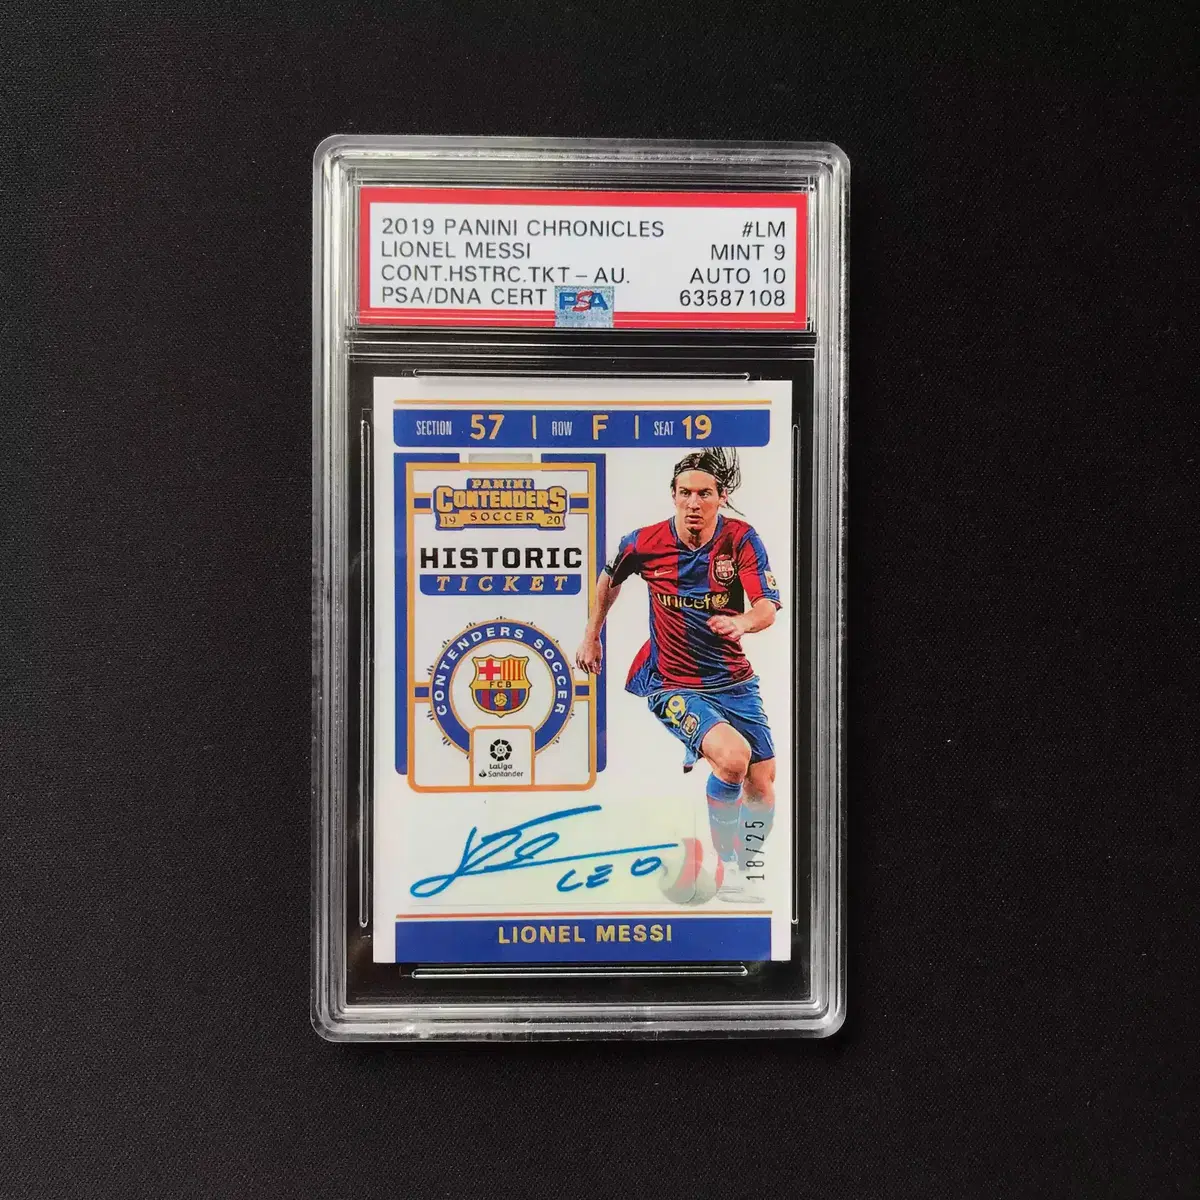 2019 PANINI CHRONICLES #LM
LIONEL MESSI MINT 9
CONT.HSTRC.TKT-AU. AUTO 10
PSA/DNA CERT PSA 63587108
SECTION 57 | ROW F | SEAT 19
PANINI
CONTENDERS
19 SOCCER 20
HISTORIC
TICKET
CONTENDERS SOCCER
FCB
LaLiga
Santander
unicef
19
LEO
18/25
LIONEL MESSI